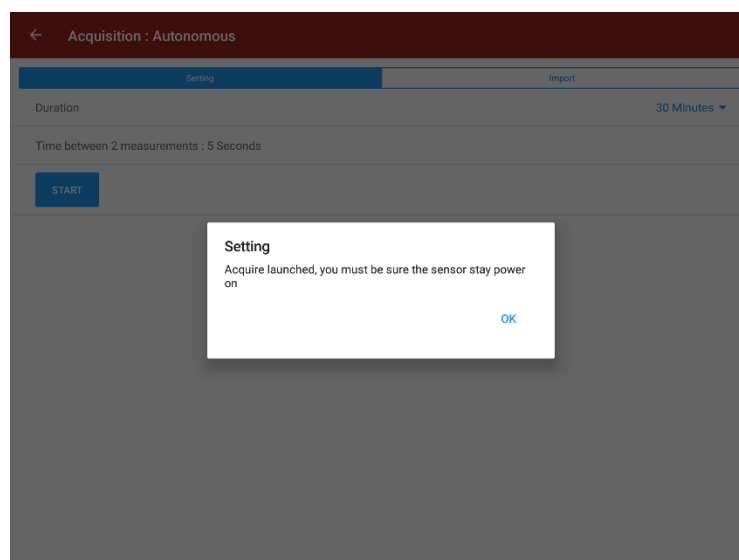 Acquisition : Autonomous
Setting
Import
Duration
30 Minutes
Time between 2 measurements : 5 Seconds
START
Setting
Acquire launched, you must be sure the sensor stay power
on
OK